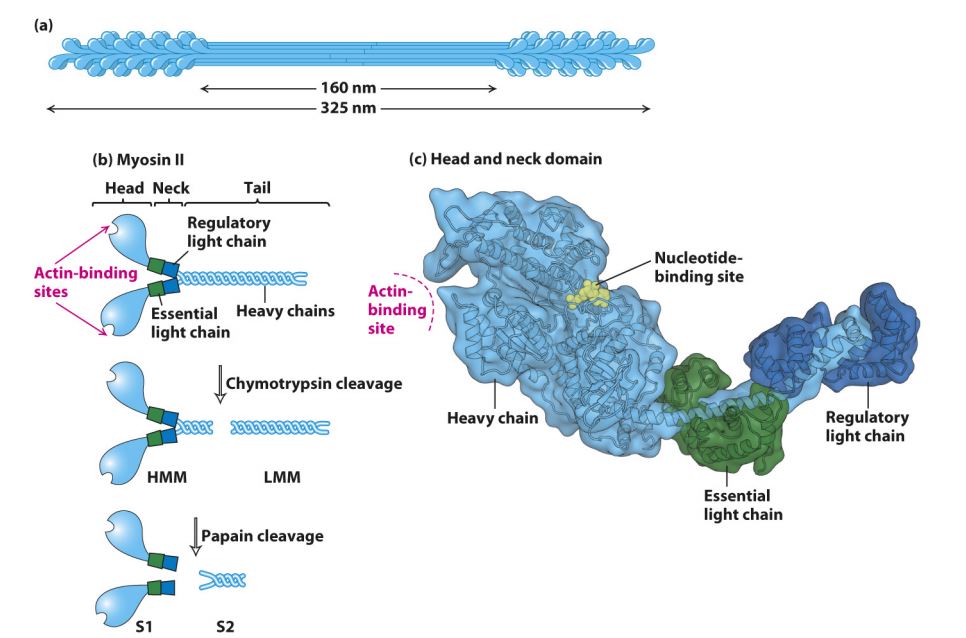 (a)
160 nm
325 nm
(b) Myosin II
Head Neck Tail
Regulatory
light chain
Actin-binding
sites
Essential
light chain
Heavy chains
Chymotrypsin cleavage
HMM
LMM
Papain cleavage
S1
S2
(c) Head and neck domain
Nucleotide-
binding site
Actin-
binding
site
Heavy chain
Regulatory
light chain
Essential
light chain